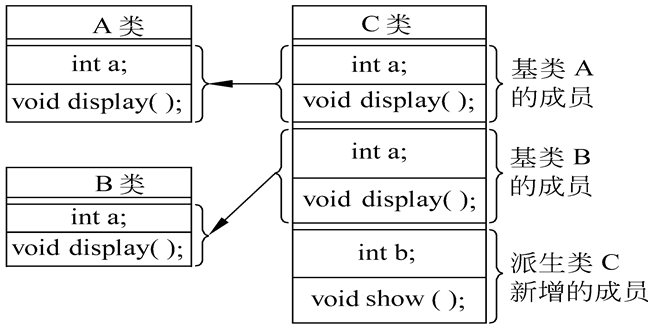 A 类
int a;
void display( );
B 类
int a;
void display( );
C 类
int a;
void display( );
int a;
void display( );
int b;
void show ( );
基类 A
的成员
基类 B
的成员
派生类 C
新增的成员